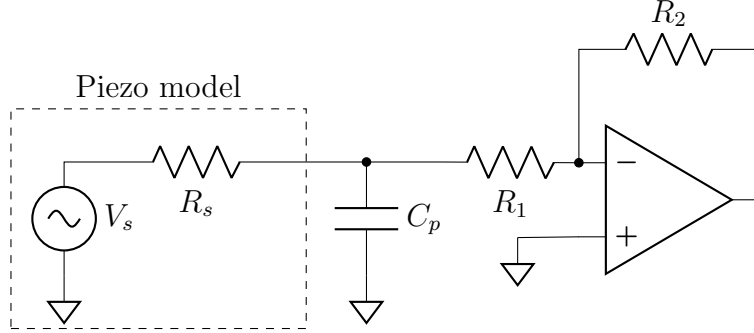 R₂
Piezo model
Vₛ
Rₛ
Cₚ
R₁
−
+